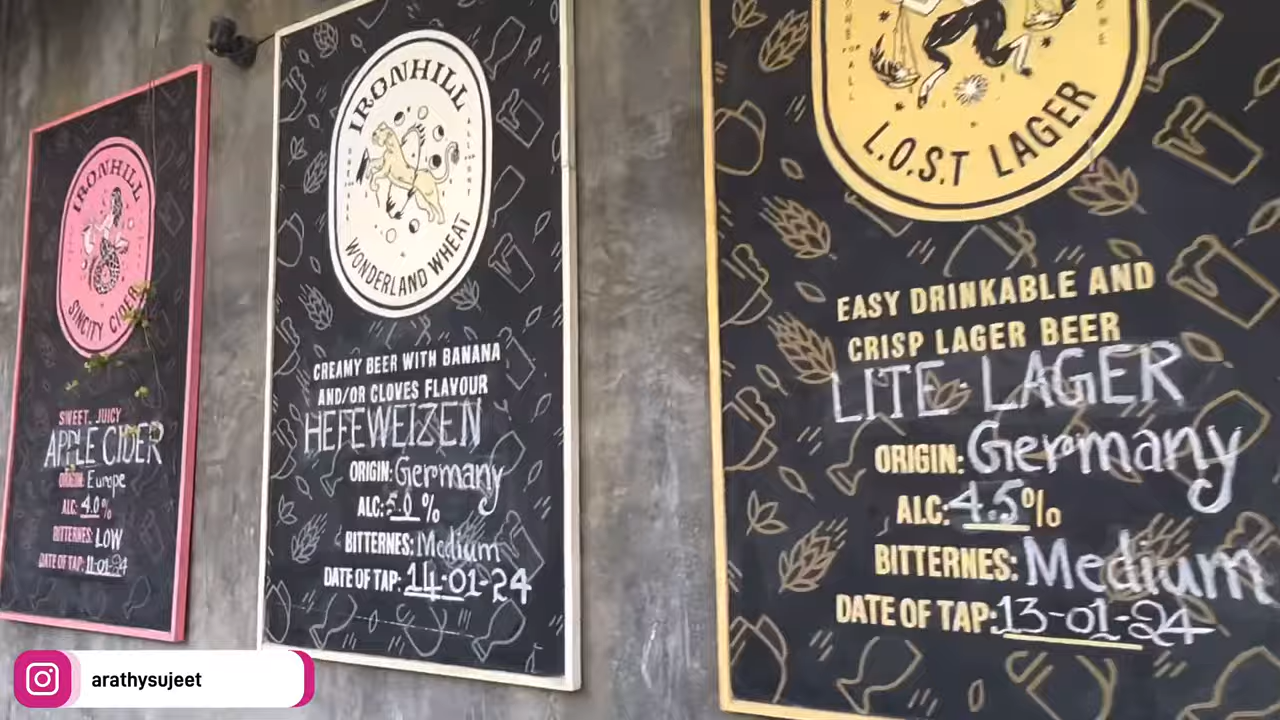 IRONHILL
SINCITY CIDER
SWEET, JUICY
APPLE CIDER
ORIGIN: Europe
ALC: 4.0%
BITTERNES: LOW
DATE OF TAP: 11-01-24
IRONHILL
WONDERLAND WHEAT
CREAMY BEER WITH BANANA
AND/OR CLOVES FLAVOUR
HEFEWEIZEN
ORIGIN: Germany
ALC: 5.0 %
BITTERNES: Medium
DATE OF TAP: 14-01-24
L.O.S.T LAGER
EASY DRINKABLE AND
CRISP LAGER BEER
LITE LAGER
ORIGIN: Germany
ALC: 4.5%
BITTERNES: Medium
DATE OF TAP: 13-01-24
arathysujeet